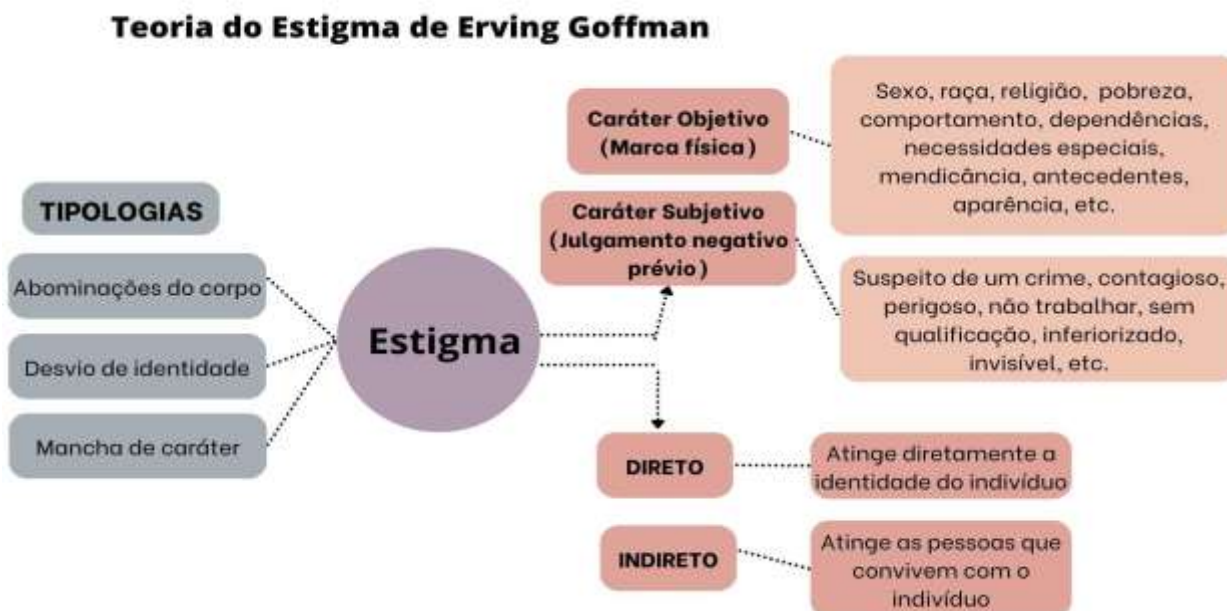 Teoria do Estigma de Erving Goffman
TIPOLOGIAS
Abominações do corpo
Desvio de identidade
Mancha de caráter
Estigma
Caráter Objetivo
(Marca física)
Sexo, raça, religião, pobreza,
comportamento, dependências,
necessidades especiais,
mendicância, antecedentes,
aparência, etc.
Caráter Subjetivo
(Julgamento negativo
prévio)
Suspeito de um crime, contagioso,
perigoso, não trabalhar, sem
qualificação, inferiorizado,
invisível, etc.
DIRETO
Atinge diretamente a
identidade do indivíduo
INDIRETO
Atinge as pessoas que
convivem com o
indivíduo